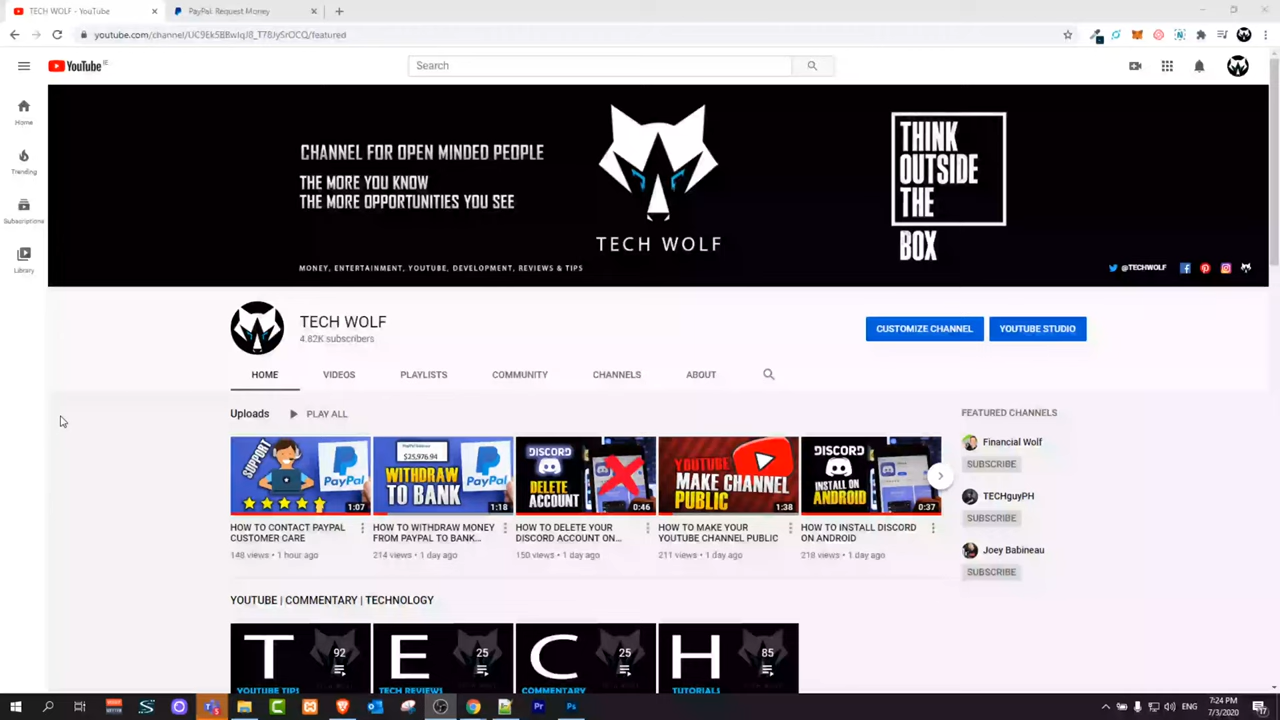 TECH WOLF - YouTube
PayPal: Request Money
YouTube IE
Search
Home
Trending
Subscriptions
Library
CHANNEL FOR OPEN MINDED PEOPLE
THE MORE YOU KNOW
THE MORE OPPORTUNITIES YOU SEE
TECH WOLF
THINK
OUTSIDE
THE
BOX
MONEY, ENTERTAINMENT, YOUTUBE, DEVELOPMENT, REVIEWS & TIPS
@TECHWOLF
TECH WOLF
4.82K subscribers
CUSTOMIZE CHANNEL
YOUTUBE STUDIO
HOME
VIDEOS
PLAYLISTS
COMMUNITY
CHANNELS
ABOUT
Uploads
PLAY ALL
FEATURED CHANNELS
Financial Wolf
SUBSCRIBE
TECHguyPH
SUBSCRIBE
Joey Babineau
SUBSCRIBE
SUPPORT
PayPal
1:07
$25,976.94
WITHDRAW
TO BANK
PayPal
1:18
DISCORD
DELETE
ACCOUNT
0:46
YOUTUBE
MAKE CHANNEL
PUBLIC
1:38
DISCORD
INSTALL ON
ANDROID
0:37
HOW TO CONTACT PAYPAL
CUSTOMER CARE
148 views • 1 hour ago
HOW TO WITHDRAW MONEY
FROM PAYPAL TO BANK...
214 views • 1 day ago
HOW TO DELETE YOUR
DISCORD ACCOUNT ON...
150 views • 1 day ago
HOW TO MAKE YOUR
YOUTUBE CHANNEL PUBLIC
211 views • 1 day ago
HOW TO INSTALL DISCORD
ON ANDROID
218 views • 1 day ago
YOUTUBE | COMMENTARY | TECHNOLOGY
T
92
YOUTUBE TIPS
E
25
TECH REVIEWS
C
25
COMMENTARY
H
85
TUTORIALS
ENG
7:24 PM
7/3/2020
17